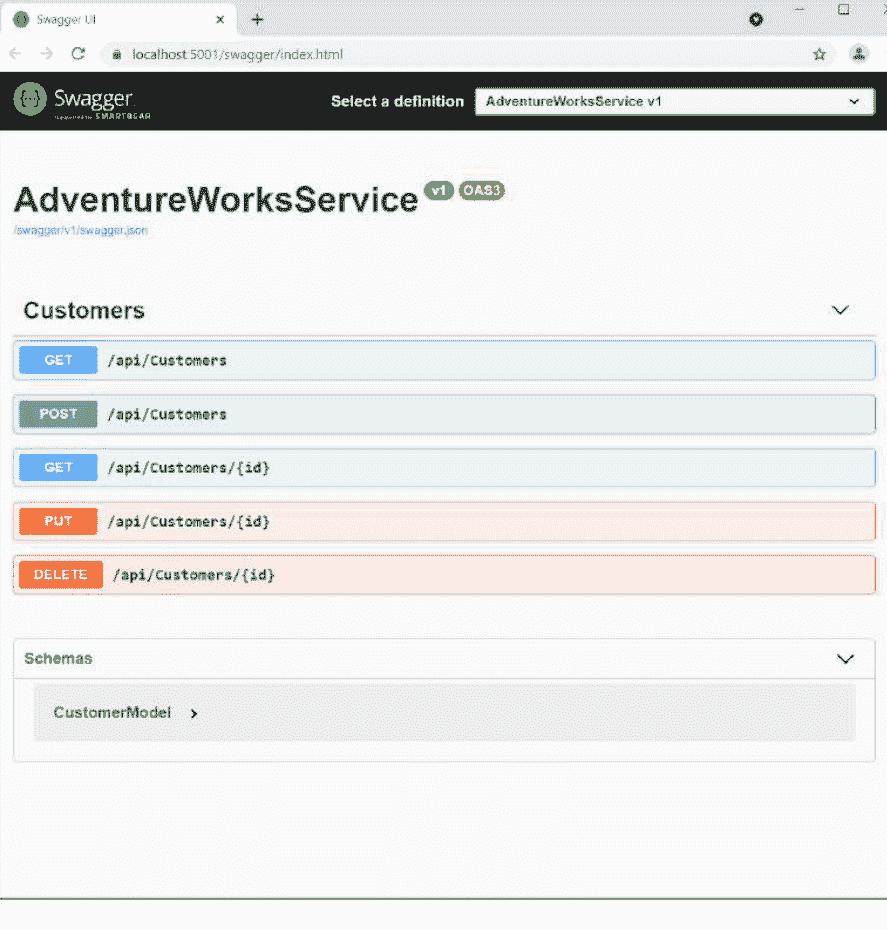 Swagger UI
localhost:5001/swagger/index.html
Swagger
SMARTBEAR
Select a definition
AdventureWorksService v1
AdventureWorksService v1 OAS3
/swagger/v1/swagger.json
Customers
GET /api/Customers
POST /api/Customers
GET /api/Customers/{id}
PUT /api/Customers/{id}
DELETE /api/Customers/{id}
Schemas
CustomerModel